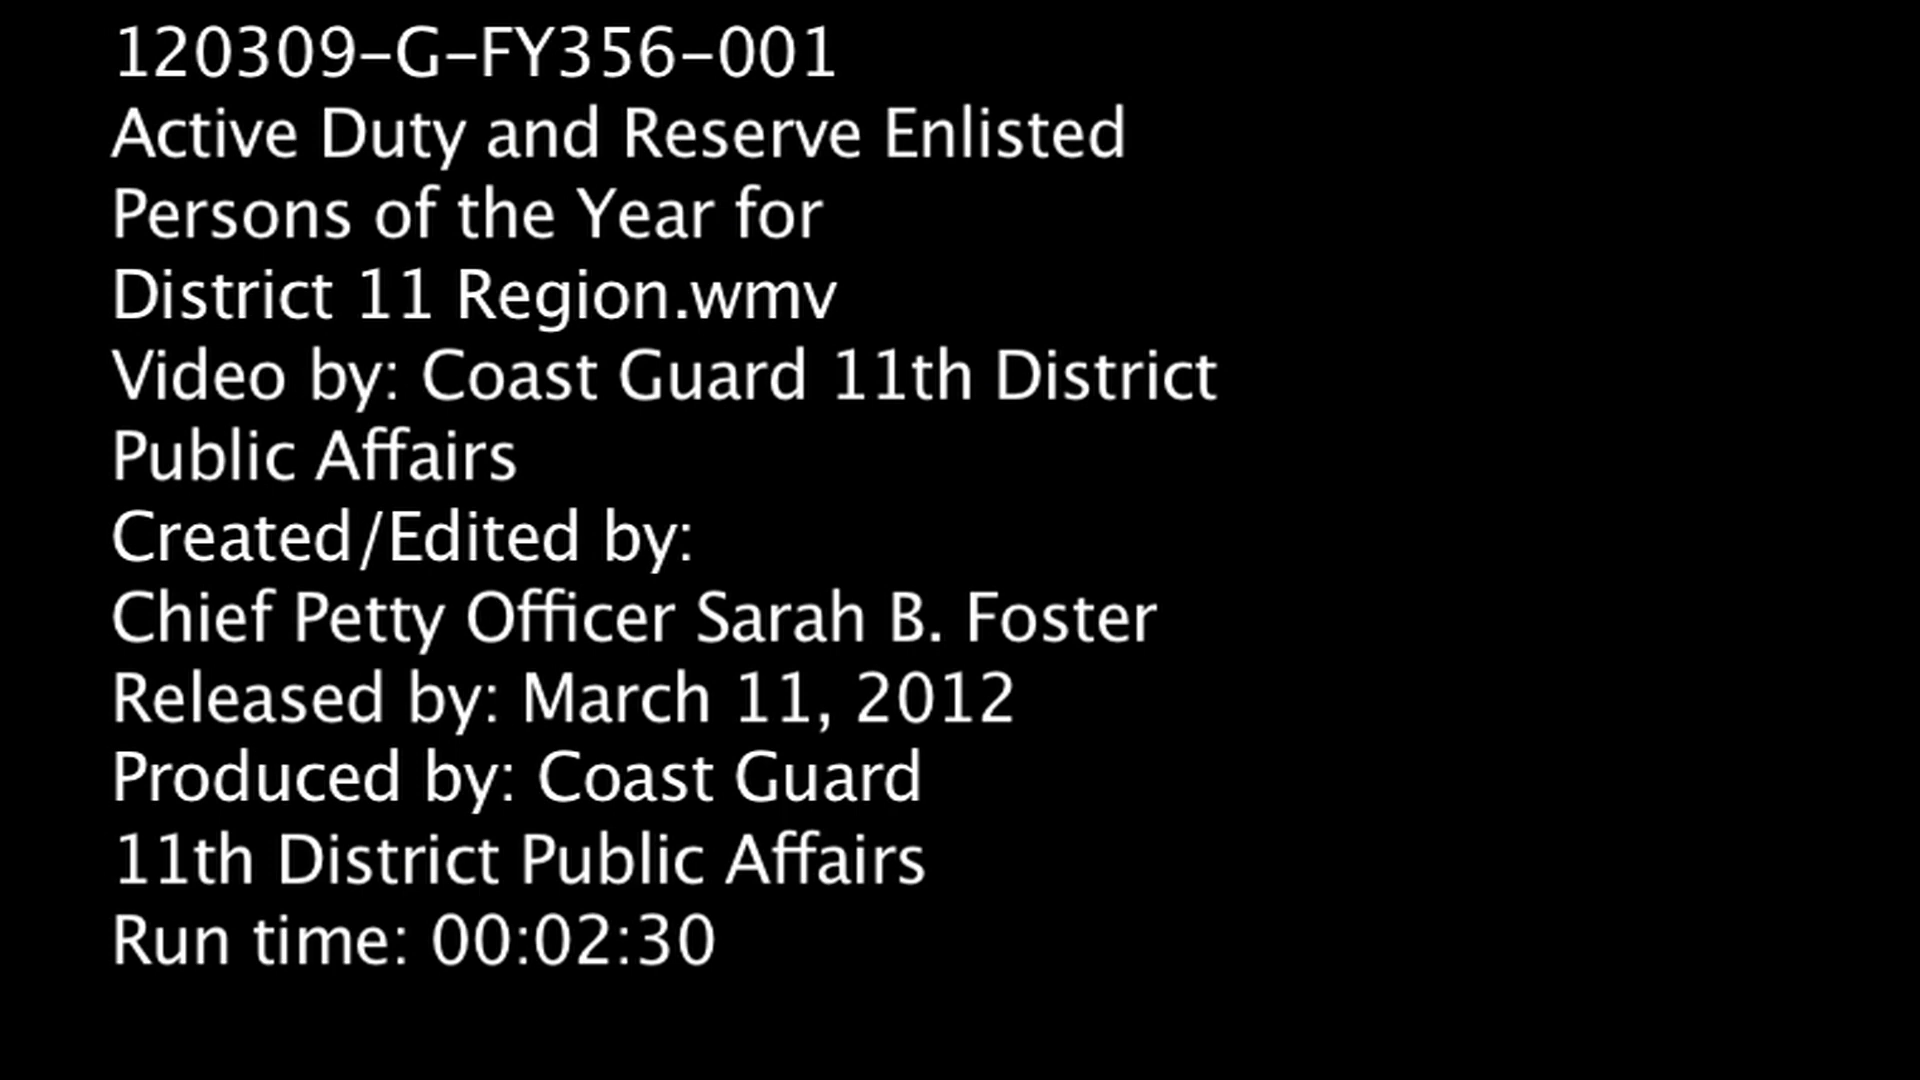 120309-G-FY356-001
Active Duty and Reserve Enlisted
Persons of the Year for
District 11 Region.wmv
Video by: Coast Guard 11th District
Public Affairs
Created/Edited by:
Chief Petty Officer Sarah B. Foster
Released by: March 11, 2012
Produced by: Coast Guard
11th District Public Affairs
Run time: 00:02:30